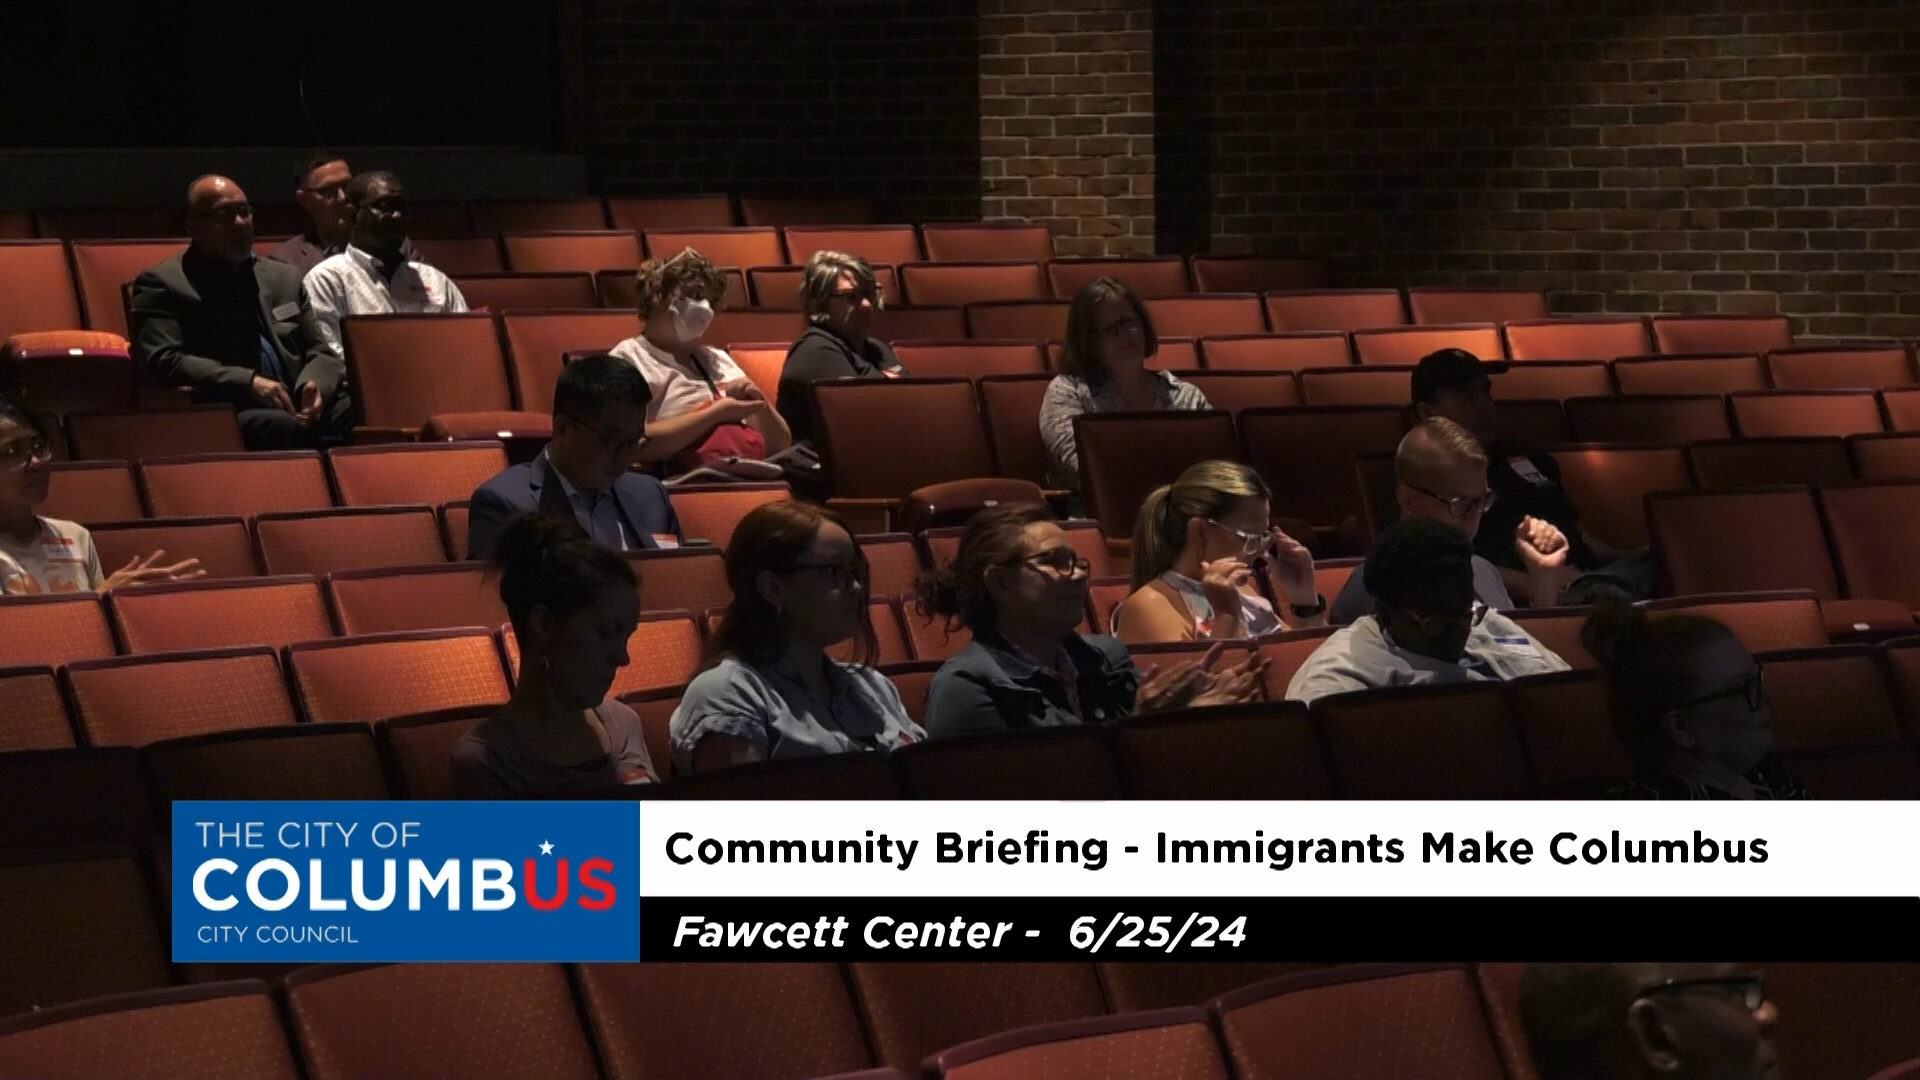 THE CITY OF
COLUMBUS
CITY COUNCIL
Community Briefing - Immigrants Make Columbus
Fawcett Center - 6/25/24